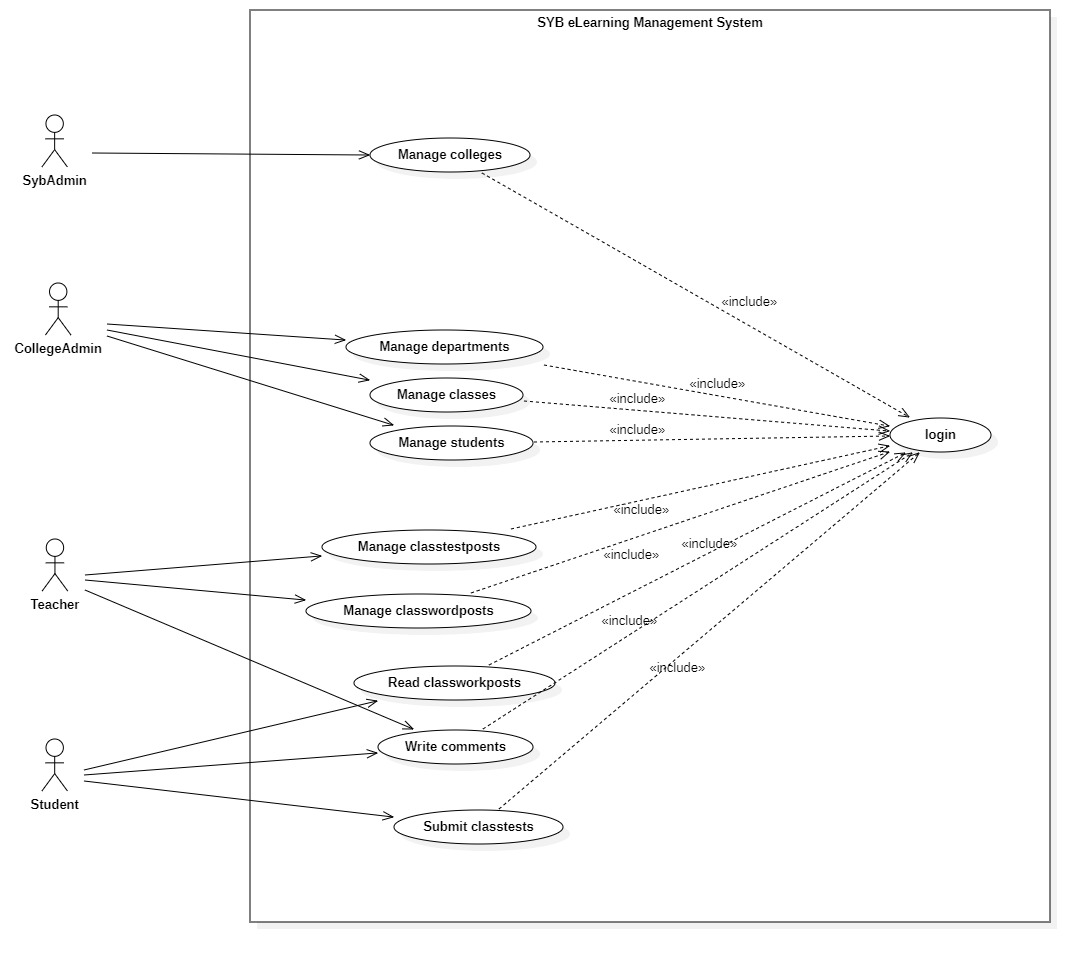 SYB eLearning Management System
SybAdmin
Manage colleges
«include»
CollegeAdmin
Manage departments
«include»
Manage classes
«include»
Manage students
«include»
login
«include»
Manage classtestposts
«include»
«include»
Teacher
Manage classwordposts
«include»
Read classworkposts
«include»
Write comments
Student
Submit classtests